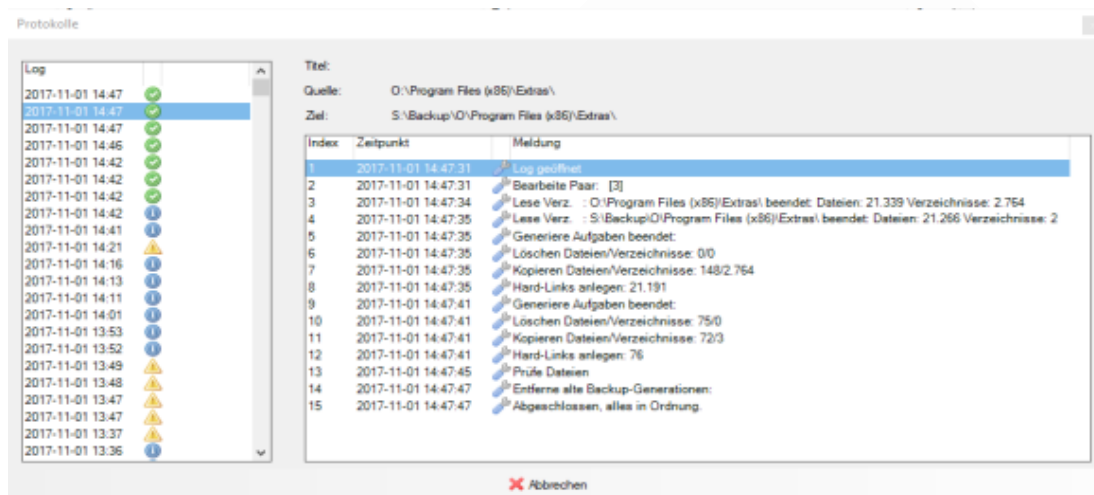 Protokolle
Log
2017-11-01 14:47
2017-11-01 14:47
2017-11-01 14:47
2017-11-01 14:46
2017-11-01 14:42
2017-11-01 14:42
2017-11-01 14:42
2017-11-01 14:42
2017-11-01 14:41
2017-11-01 14:21
2017-11-01 14:16
2017-11-01 14:13
2017-11-01 14:11
2017-11-01 14:01
2017-11-01 13:53
2017-11-01 13:52
2017-11-01 13:49
2017-11-01 13:48
2017-11-01 13:47
2017-11-01 13:47
2017-11-01 13:37
2017-11-01 13:36
Titel:
Quelle: O:\Program Files (x86)\Extras\
Ziel: S:\Backup\O\Program Files (x86)\Extras\
Index Zeitpunkt Meldung
1 2017-11-01 14:47:31 Log geöffnet
2 2017-11-01 14:47:31 Bearbeite Paar: [3]
3 2017-11-01 14:47:34 Lese Verz. : O:\Program Files (x86)\Extras\ beendet: Dateien: 21.339 Verzeichnisse: 2.764
4 2017-11-01 14:47:35 Lese Verz. : S:\Backup\O\Program Files (x86)\Extras\ beendet: Dateien: 21.266 Verzeichnisse: 2
5 2017-11-01 14:47:35 Generiere Aufgaben beendet:
6 2017-11-01 14:47:35 Löschen Dateien/Verzeichnisse: 0/0
7 2017-11-01 14:47:35 Kopieren Dateien/Verzeichnisse: 148/2.764
8 2017-11-01 14:47:35 Hard-Links anlegen: 21.191
9 2017-11-01 14:47:41 Generiere Aufgaben beendet:
10 2017-11-01 14:47:41 Löschen Dateien/Verzeichnisse: 75/0
11 2017-11-01 14:47:41 Kopieren Dateien/Verzeichnisse: 72/3
12 2017-11-01 14:47:41 Hard-Links anlegen: 76
13 2017-11-01 14:47:45 Prüfe Dateien
14 2017-11-01 14:47:47 Entferne alte Backup-Generationen:
15 2017-11-01 14:47:47 Abgeschlossen, alles in Ordnung.
Abbrechen